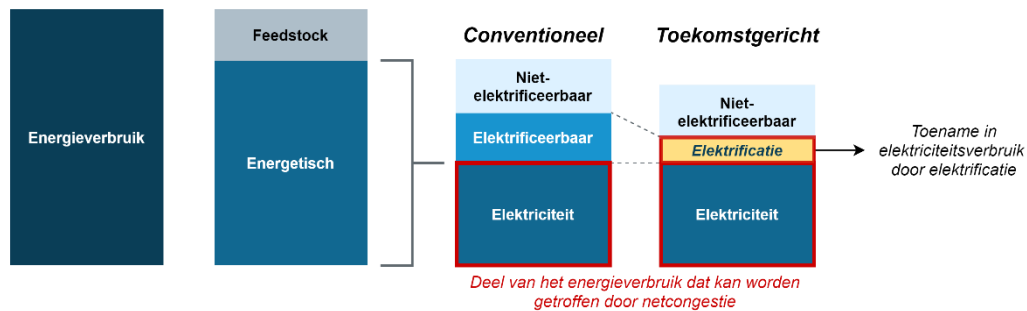 Energieverbruik
Feedstock
Energetisch
Conventioneel
Niet-
elektrificeerbaar
Elektrificeerbaar
Elektriciteit
Toekomstgericht
Niet-
elektrificeerbaar
Elektrificatie
Elektriciteit
Toename in
elektriciteitsverbruik
door elektrificatie
Deel van het energieverbruik dat kan worden
getroffen door netcongestie